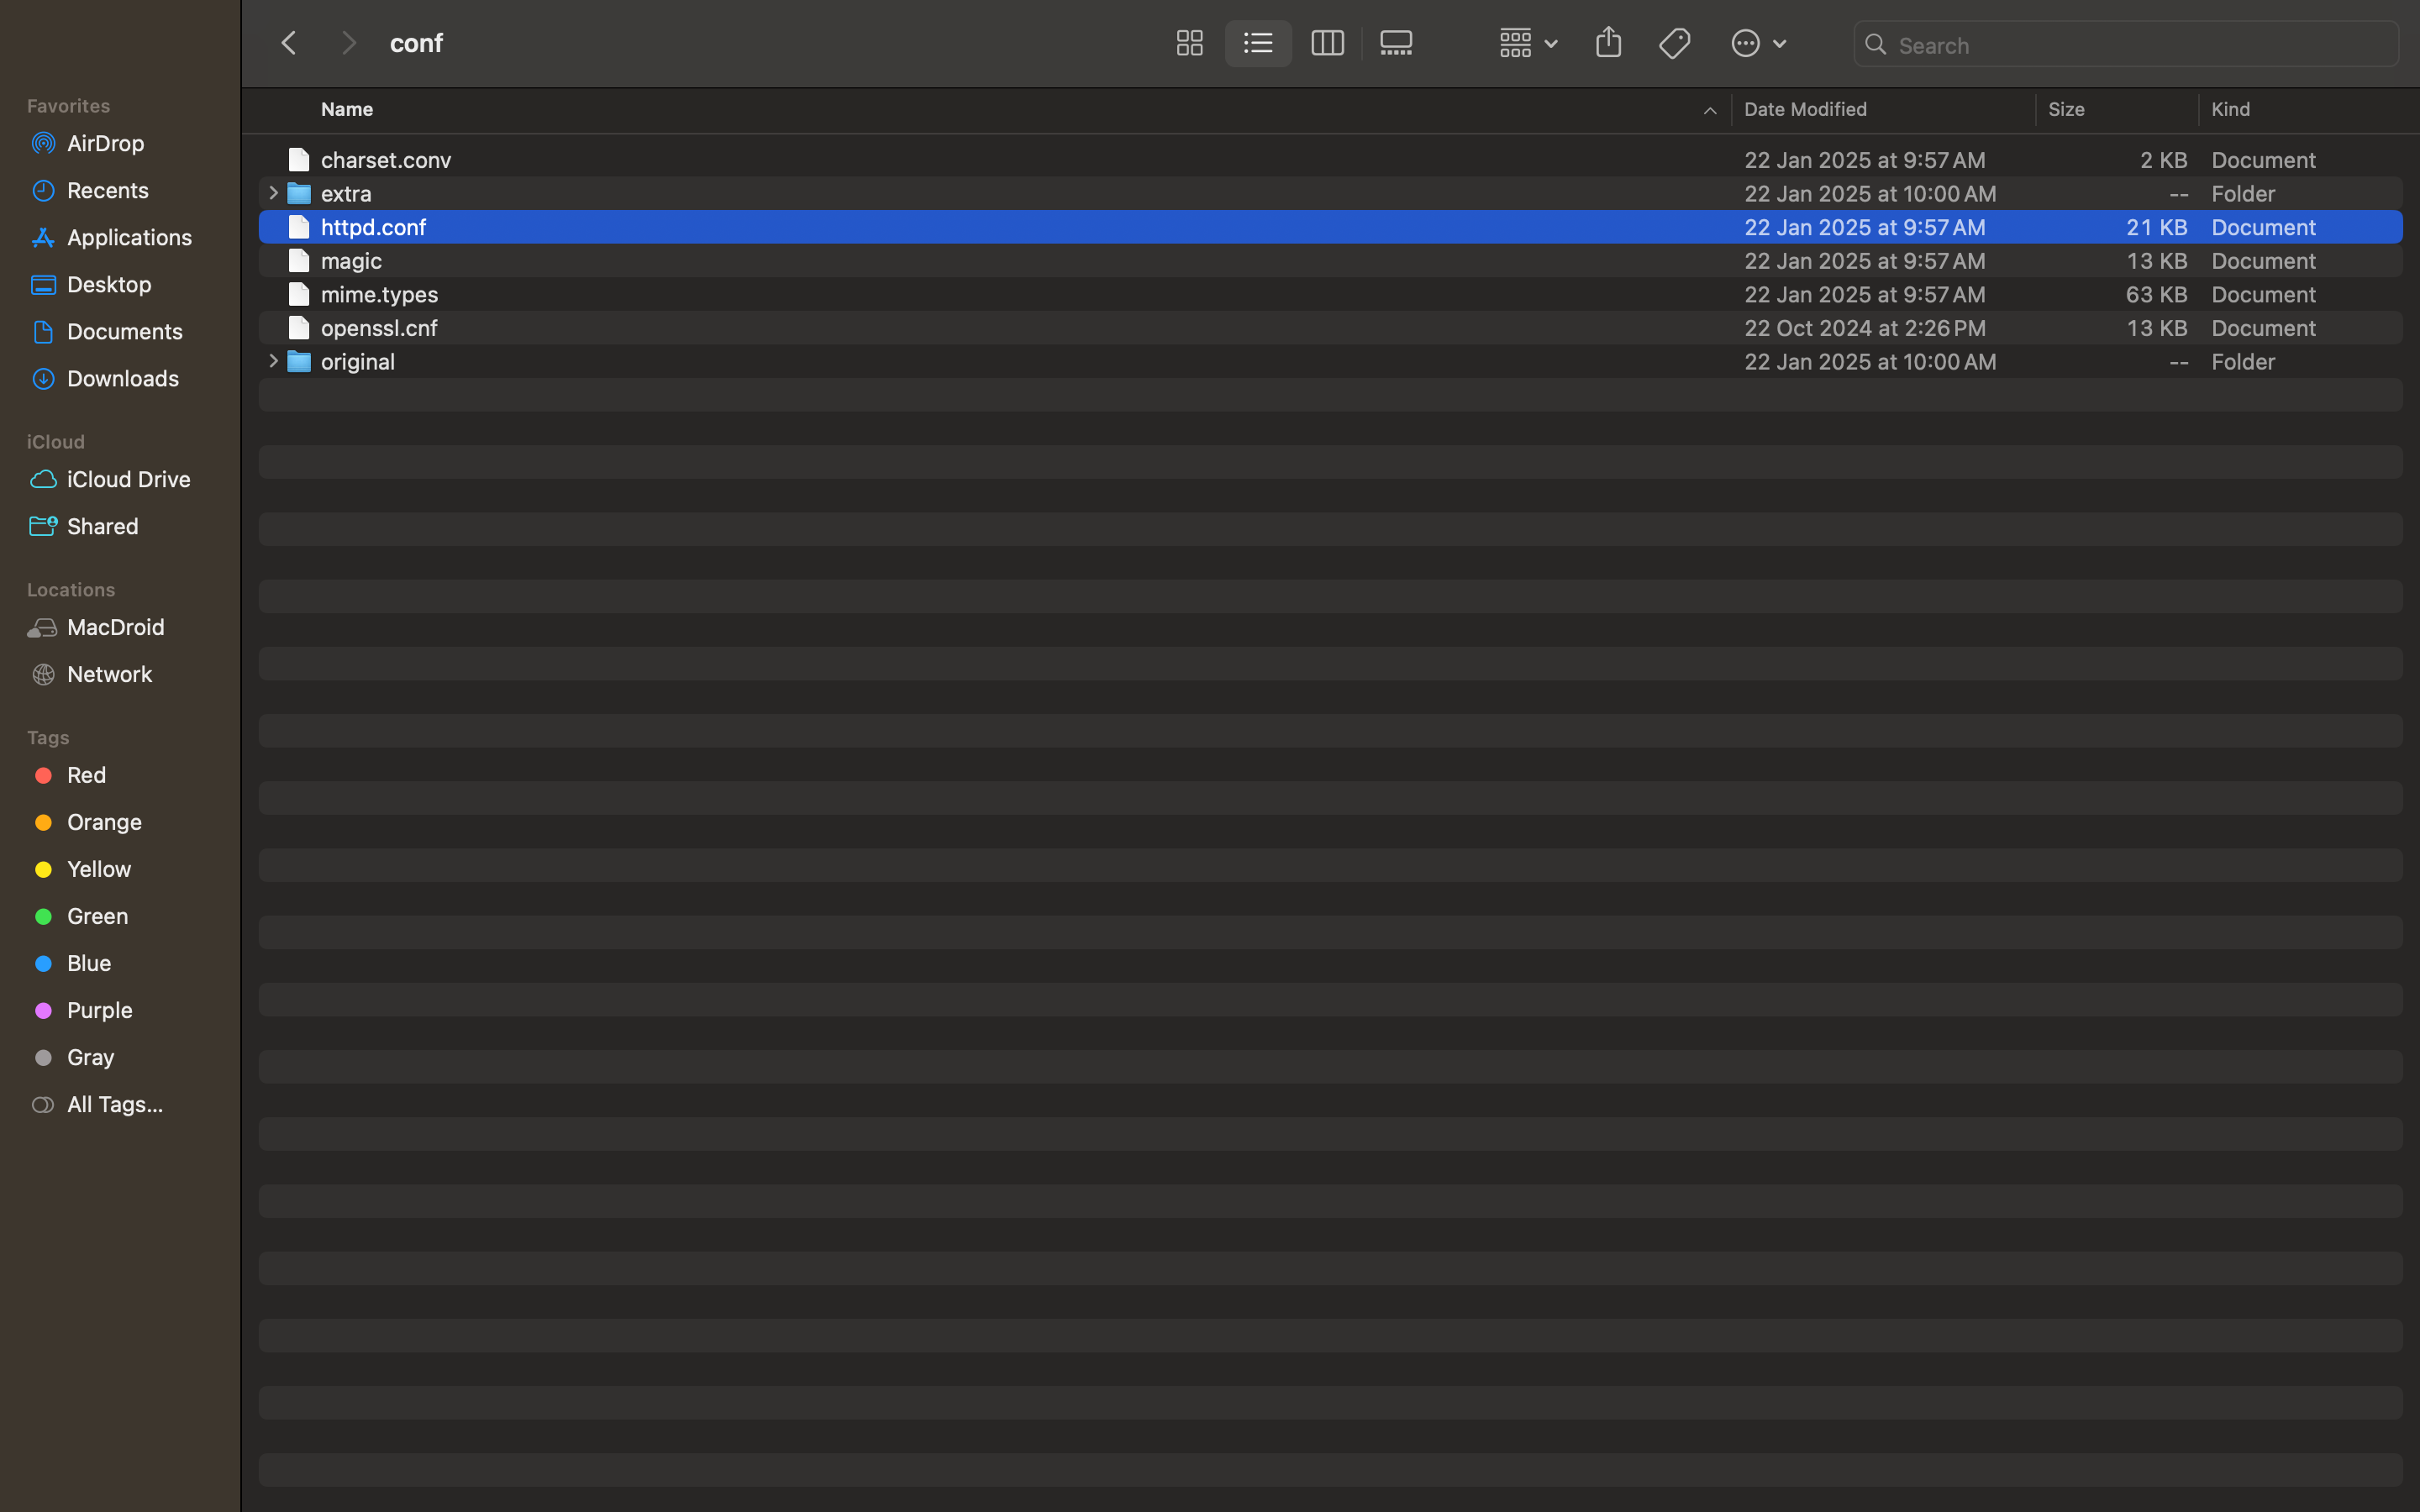 conf
Search
Favorites
AirDrop
Recents
Applications
Desktop
Documents
Downloads
iCloud
iCloud Drive
Shared
Locations
MacDroid
Network
Tags
Red
Orange
Yellow
Green
Blue
Purple
Gray
All Tags...
Name Date Modified Size Kind
charset.conv 22 Jan 2025 at 9:57 AM 2 KB Document
extra 22 Jan 2025 at 10:00 AM -- Folder
httpd.conf 22 Jan 2025 at 9:57 AM 21 KB Document
magic 22 Jan 2025 at 9:57 AM 13 KB Document
mime.types 22 Jan 2025 at 9:57 AM 63 KB Document
openssl.cnf 22 Oct 2024 at 2:26 PM 13 KB Document
original 22 Jan 2025 at 10:00 AM -- Folder